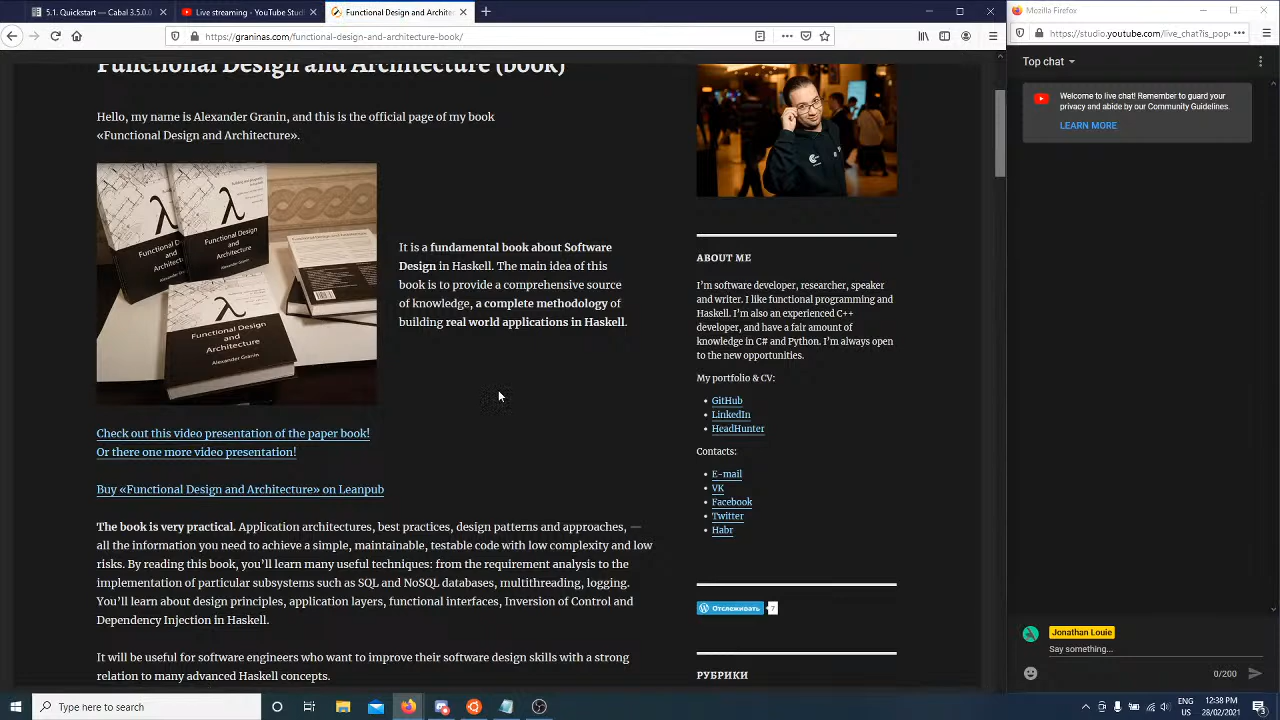 5.1. Quickstart — Cabal 3.5.0.0
Live streaming - YouTube Studi
Functional Design and Architec
https://graninas.com/functional-design-and-architecture-book/
Functional Design and Architecture (book)
Hello, my name is Alexander Granin, and this is the official page of my book
«Functional Design and Architecture».
Functional Design
and
Architecture
Alexander Granin
Functional Design
and
Architecture
Alexander Granin
It is a fundamental book about Software
Design in Haskell. The main idea of this
book is to provide a comprehensive source
of knowledge, a complete methodology of
building real world applications in Haskell.
Check out this video presentation of the paper book!
Or there one more video presentation!
Buy «Functional Design and Architecture» on Leanpub
The book is very practical. Application architectures, best practices, design patterns and approaches, —
all the information you need to achieve a simple, maintainable, testable code with low complexity and low
risks. By reading this book, you’ll learn many useful techniques: from the requirement analysis to the
implementation of particular subsystems such as SQL and NoSQL databases, multithreading, logging.
You’ll learn about design principles, application layers, functional interfaces, Inversion of Control and
Dependency Injection in Haskell.
It will be useful for software engineers who want to improve their software design skills with a strong
relation to many advanced Haskell concepts.
ABOUT ME
I’m software developer, researcher, speaker
and writer. I like functional programming and
Haskell. I’m also an experienced C++
developer, and have a fair amount of
knowledge in C# and Python. I’m always open
to the new opportunities.
My portfolio & CV:
GitHub
LinkedIn
HeadHunter
Contacts:
E-mail
VK
Facebook
Twitter
Habr
Отслеживать 7
РУБРИКИ
Mozilla Firefox
https://studio.youtube.com/live_chat?is_pop
Top chat
Welcome to live chat! Remember to guard your
privacy and abide by our Community Guidelines.
LEARN MORE
Jonathan Louie
Say something...
0/200
Type here to search
ENG
US
12:38 PM
28/02/2021
3